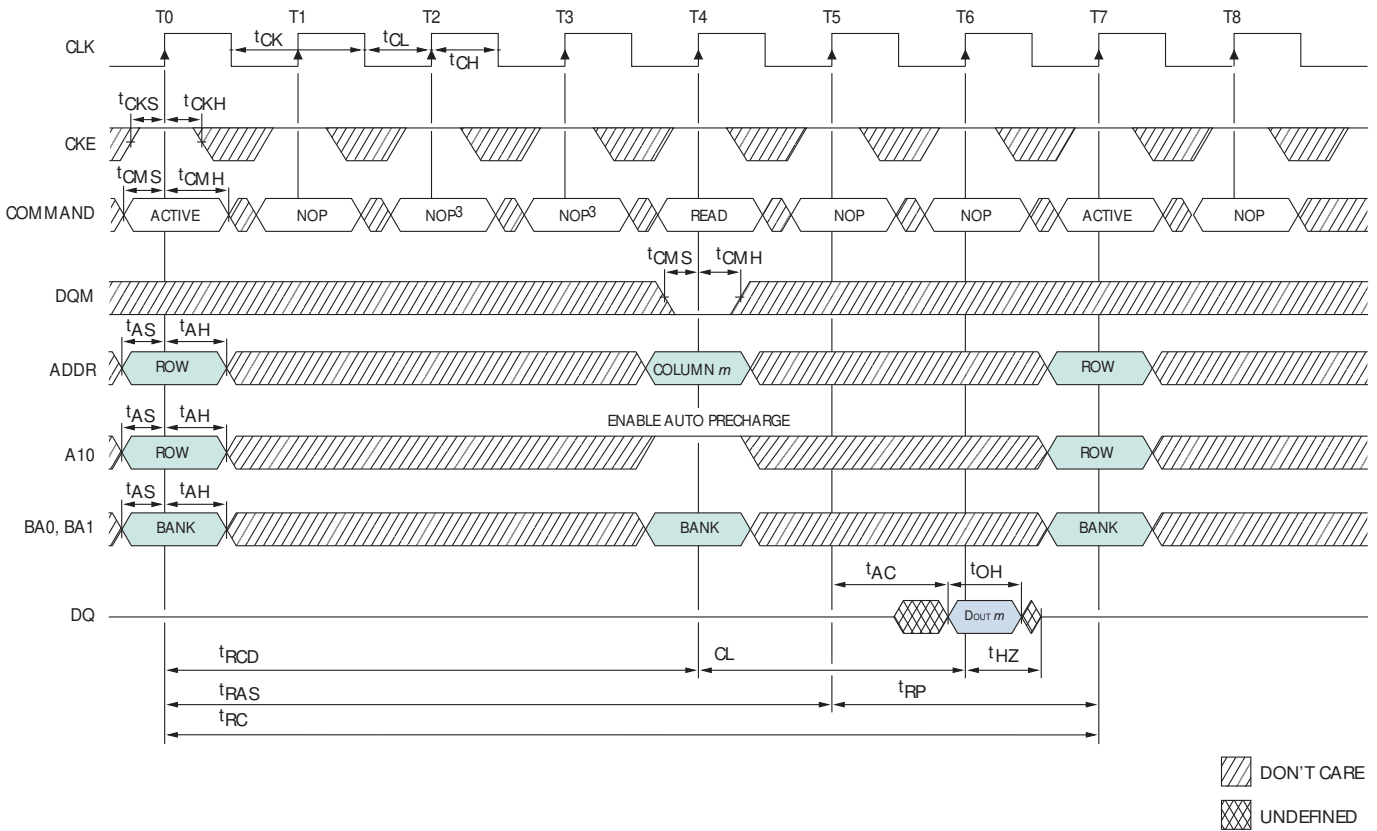 T0 T1 T2 T3 T4 T5 T6 T7 T8
CLK
tCK tCL
tCH
tCKS tCKH
CKE
tCMS tCMH
COMMAND ACTIVE NOP NOP3 NOP3 READ NOP NOP ACTIVE NOP
tCMS tCMH
DQM
tAS tAH
ADDR ROW COLUMN m ROW
ENABLE AUTO PRECHARGE
tAS tAH
A10 ROW ROW
tAS tAH
BA0, BA1 BANK BANK BANK
tAC tOH
DQ DOUT m
tRCD CL tHZ
tRAS tRP
tRC
DON'T CARE
UNDEFINED